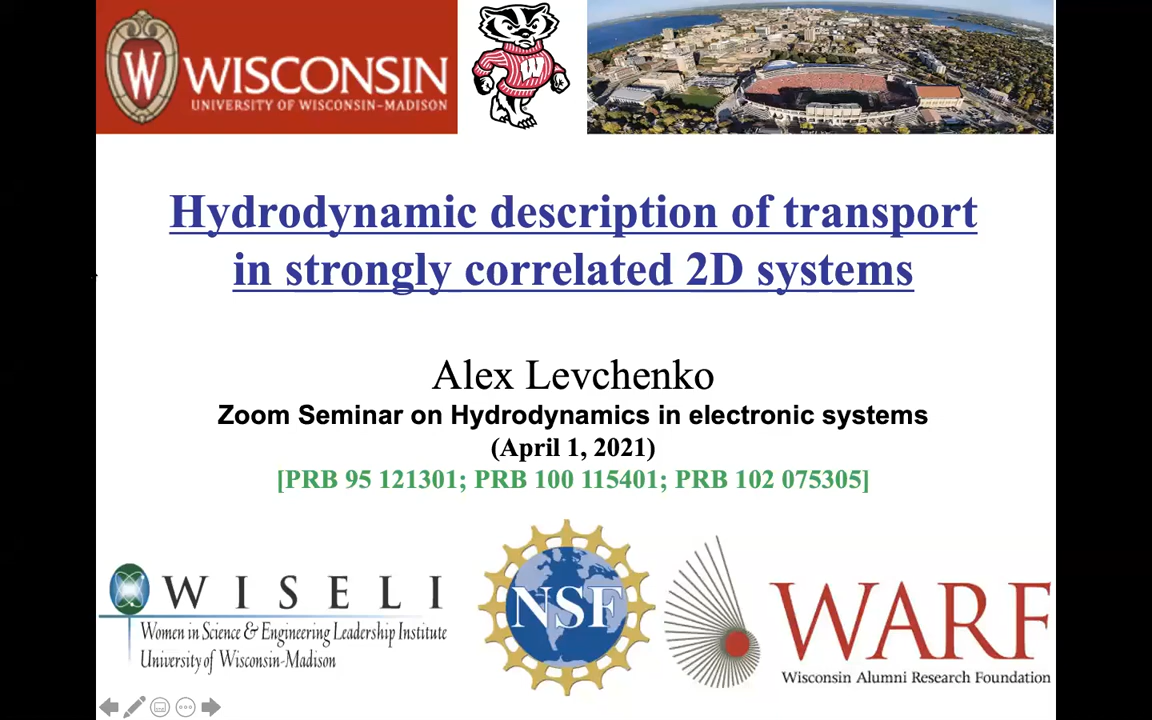 W WISCONSIN
UNIVERSITY OF WISCONSIN-MADISON
W
Hydrodynamic description of transport
in strongly correlated 2D systems
Alex Levchenko
Zoom Seminar on Hydrodynamics in electronic systems
(April 1, 2021)
[PRB 95 121301; PRB 100 115401; PRB 102 075305]
WISELI
Women in Science & Engineering Leadership Institute
University of Wisconsin-Madison
NSF
WARF
Wisconsin Alumni Research Foundation